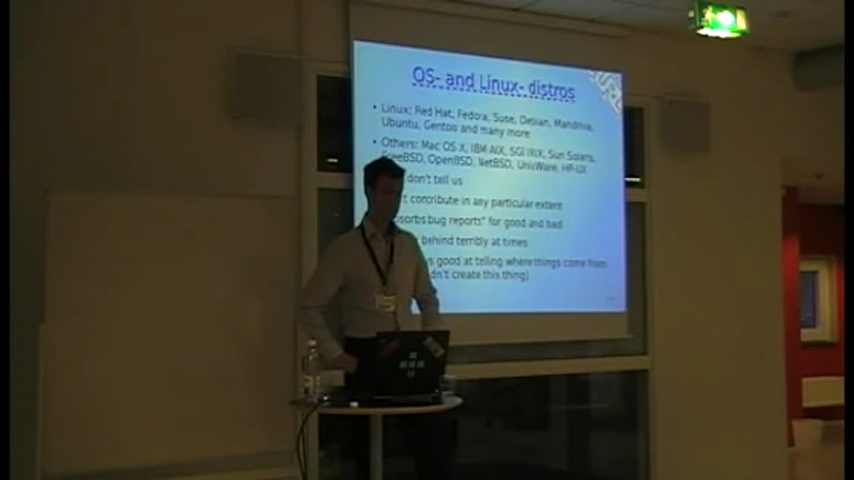 OS- and Linux- distros
• Linux: Red Hat, Fedora, Suse, Debian, Mandriva,
Ubuntu, Gentoo and many more
• Others: Mac OS X, IBM AIX, SGI IRIX, Sun Solaris,
FreeBSD, OpenBSD, NetBSD, UnixWare, HP-UX
don't tell us
contribute in any particular extent
bug reports" for good and bad
behind terribly at times
good at telling where things come from
create this thing)